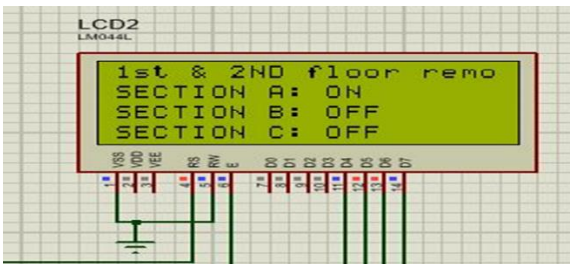 LCD2
LM044L
1st & 2ND floor remo
SECTION A: ON
SECTION B: OFF
SECTION C: OFF
VSS VDD VEE RS RW E D0 D1 D2 D3 D4 D5 D6 D7
1 2 3 4 5 6 7 8 9 10 11 12 13 14